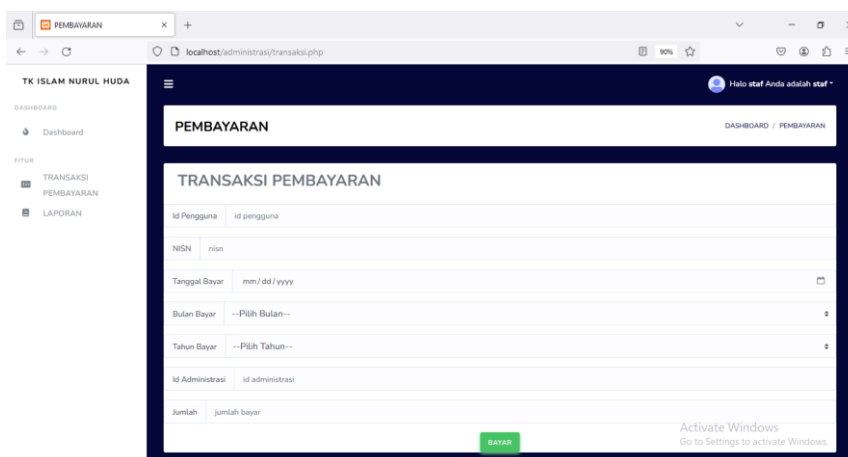 PEMBAYARAN
localhost/administrasi/transaksi.php
90%
TK ISLAM NURUL HUDA
Halo staf Anda adalah staf
DASHBOARD
Dashboard
FITUR
TRANSAKSI
PEMBAYARAN
LAPORAN
PEMBAYARAN
DASHBOARD / PEMBAYARAN
TRANSAKSI PEMBAYARAN
Id Pengguna id pengguna
NISN nisn
Tanggal Bayar mm/dd/yyyy
Bulan Bayar --Pilih Bulan--
Tahun Bayar --Pilih Tahun--
Id Administrasi id administrasi
Jumlah jumlah bayar
BAYAR
Activate Windows
Go to Settings to activate Windows.